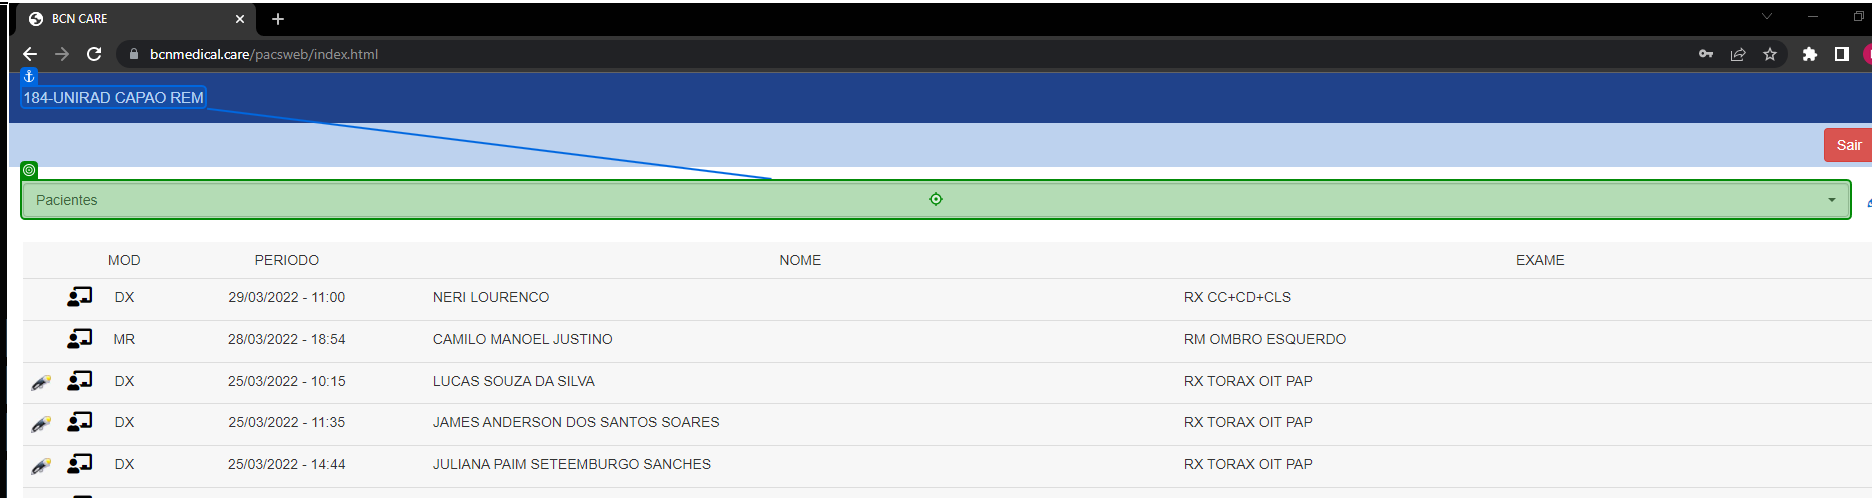 BCN CARE
bcnmedical.care/pacsweb/index.html
184-UNIRAD CAPAO REM
Sair
Pacientes
MOD PERIODO NOME EXAME
DX 29/03/2022 - 11:00 NERI LOURENCO RX CC+CD+CLS
MR 28/03/2022 - 18:54 CAMILO MANOEL JUSTINO RM OMBRO ESQUERDO
DX 25/03/2022 - 10:15 LUCAS SOUZA DA SILVA RX TORAX OIT PAP
DX 25/03/2022 - 11:35 JAMES ANDERSON DOS SANTOS SOARES RX TORAX OIT PAP
DX 25/03/2022 - 14:44 JULIANA PAIM SETEEMBURGO SANCHES RX TORAX OIT PAP